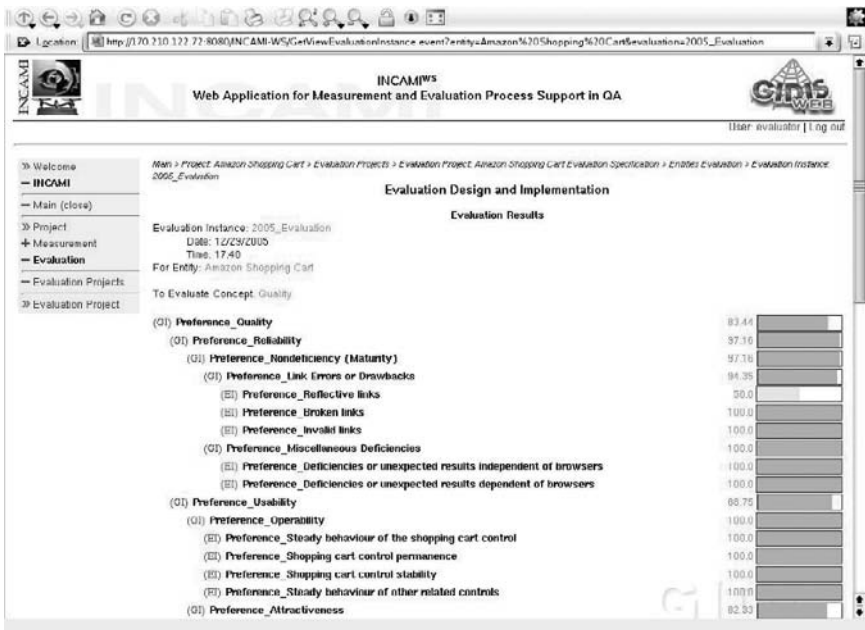 Location: http://170.210.122.72:8080/INCAMI-WS/GetViewEvaluationInstance.event?entity=Amazon%20Shopping%20Cart&evaluation=2005_Evaluation
INCAMI
INCAMIWS
Web Application for Measurement and Evaluation Process Support in QA
GIDIS
WEB
User: evaluator | Log out
Welcome
INCAMI
Main (close)
Project
Measurement
Evaluation
Evaluation Projects
Evaluation Project
Main > Project: Amazon Shopping Cart > Evaluation Projects > Evaluation Project: Amazon Shopping Cart Evaluation Specification > Entities Evaluation > Evaluation Instance:
2005_Evaluation
Evaluation Design and Implementation
Evaluation Results
Evaluation Instance: 2005_Evaluation
Date: 12/29/2005
Time: 17:40
For Entity: Amazon Shopping Cart
To Evaluate Concept: Quality
(GI) Preference_Quality 83.44
(GI) Preference_Reliability 97.16
(GI) Preference_Nondeficiency (Maturity) 97.16
(GI) Preference_Link Errors or Drawbacks 94.35
(EI) Preference_Reflective links 50.0
(EI) Preference_Broken links 100.0
(EI) Preference_Invalid links 100.0
(GI) Preference_Miscellaneous Deficiencies 100.0
(EI) Preference_Deficiencies or unexpected results independent of browsers 100.0
(EI) Preference_Deficiencies or unexpected results dependent of browsers 100.0
(GI) Preference_Usability
(GI) Preference_Operability 100.0
(EI) Preference_Steady behaviour of the shopping cart control 100.0
(EI) Preference_Shopping cart control permanence 100.0
(EI) Preference_Shopping cart control stability 100.0
(EI) Preference_Steady behaviour of other related controls 100.0
(GI) Preference_Attractiveness